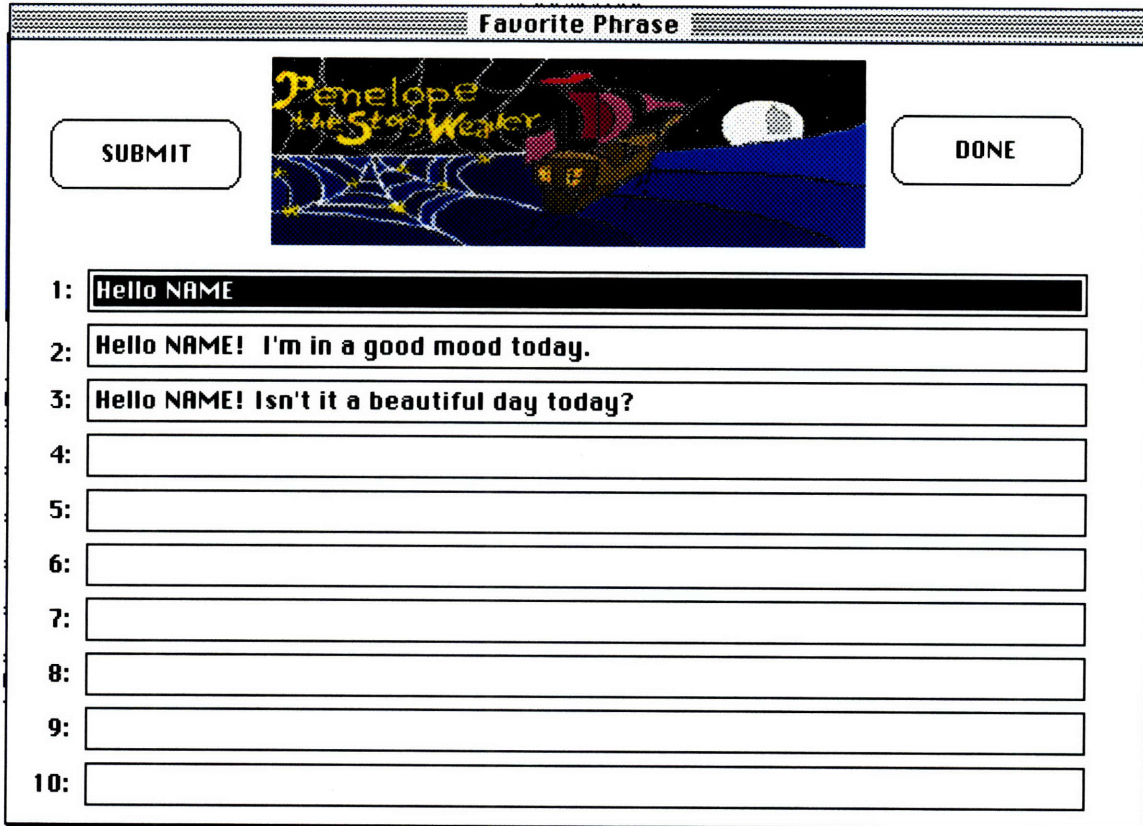 Favorite Phrase
Penelope
the Story Weaver
SUBMIT
DONE
1: Hello NAME
2: Hello NAME!  I'm in a good mood today.
3: Hello NAME! Isn't it a beautiful day today?
4:
5:
6:
7:
8:
9:
10: